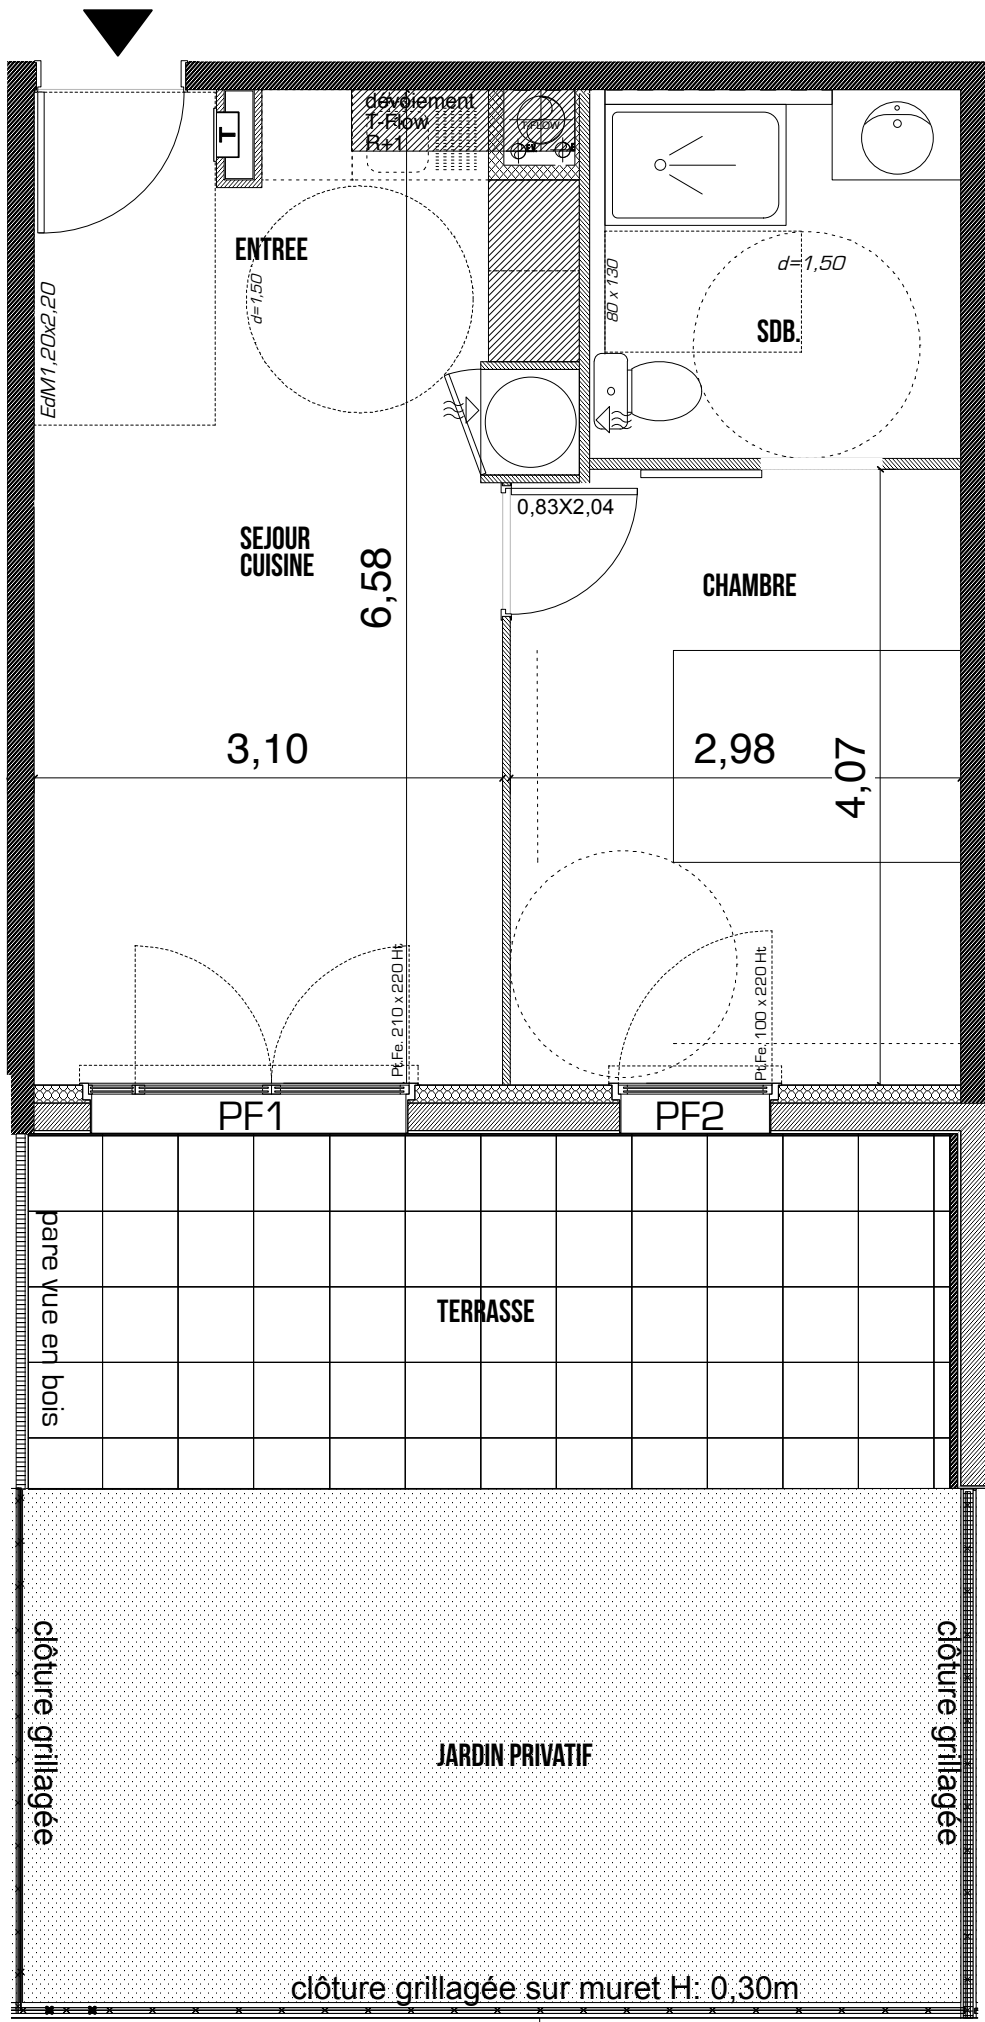 dévoiement
T-Flow
R+1
T-FLOW
T
ENTREE
d=1,50
EdM1,20x2,20
80 x 130
d=1,50
SDB.
0,83X2,04
SEJOUR
CUISINE
6,58
CHAMBRE
3,10
2,98
4,07
Pt.Fe. 210 x 220 Ht
Pt.Fe. 100 x 220 Ht
PF1
PF2
pare vue en bois
TERRASSE
clôture grillagée
clôture grillagée
JARDIN PRIVATIF
clôture grillagée sur muret H: 0,30m